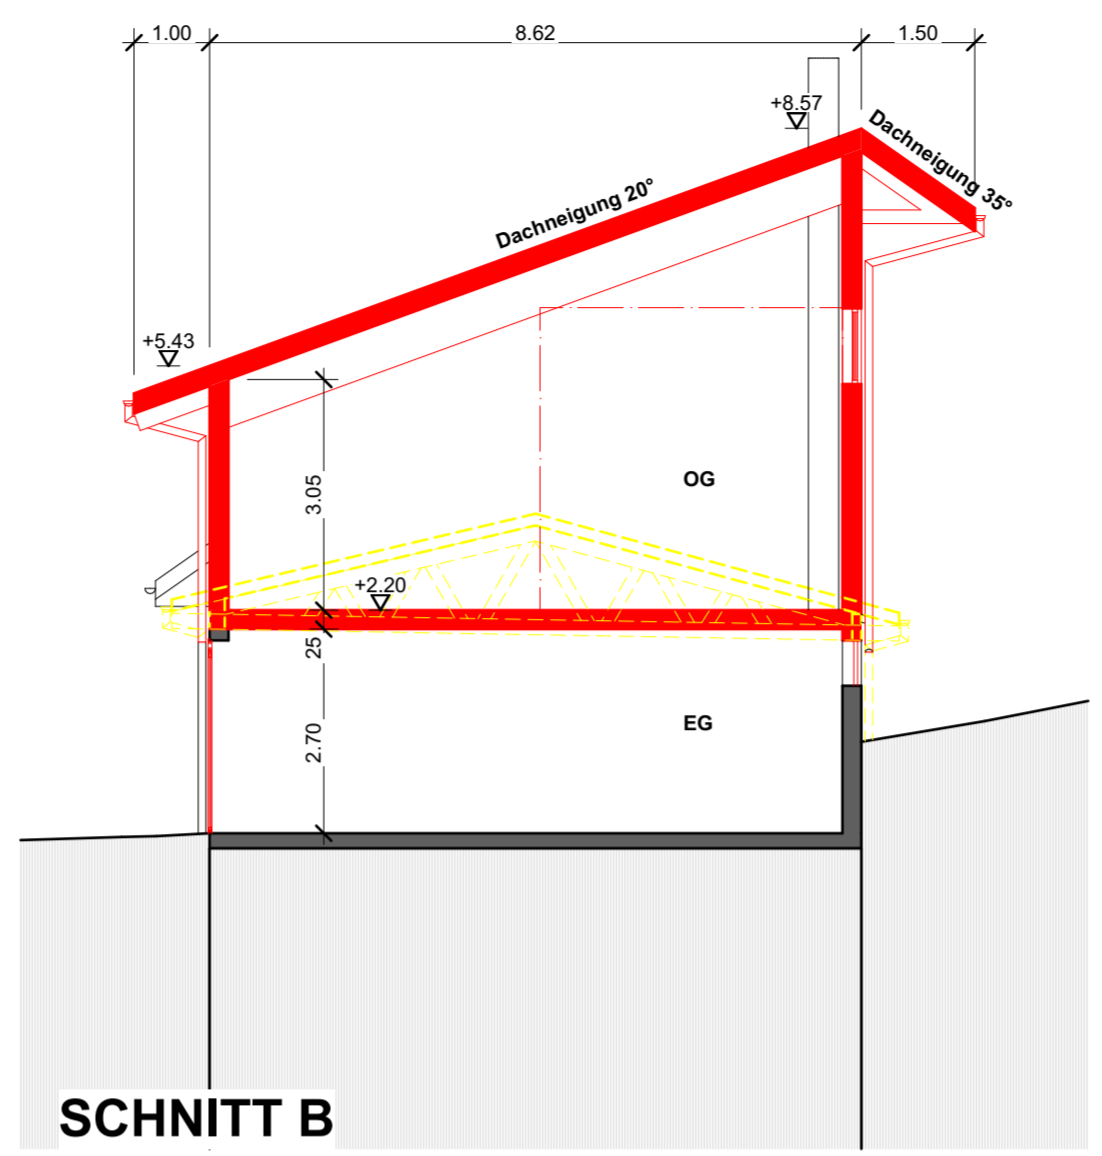 1.00
8.62
1.50
+8.57
Dachneigung 35°
Dachneigung 20°
+5.43
3.05
OG
+2.20
25
EG
2.70
SCHNITT B